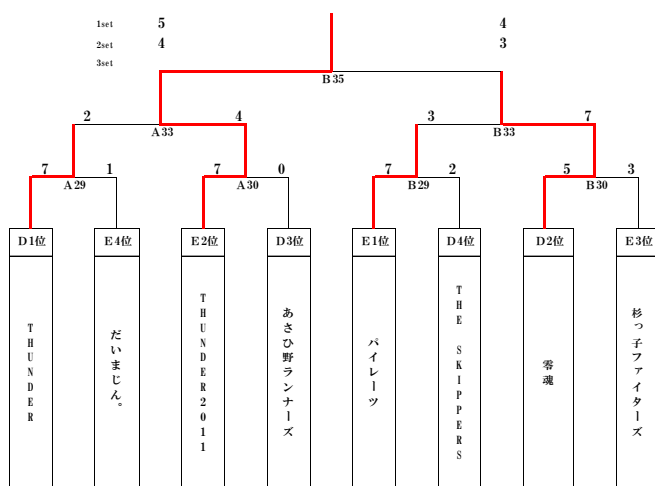 1set 5 4
2set 4 3
3set
B35
2 4 3 7
A33 B33
7 1 7 0 7 2 5 3
A29 A30 B29 B30
D1位 E4位 E2位 D3位 E1位 D4位 D2位 E3位
THUNDER
だいまじん。
THUNDER2011
あさひ野ランナーズ
パイレーツ
THE SKIPPERS
零魂
杉っ子ファイターズ